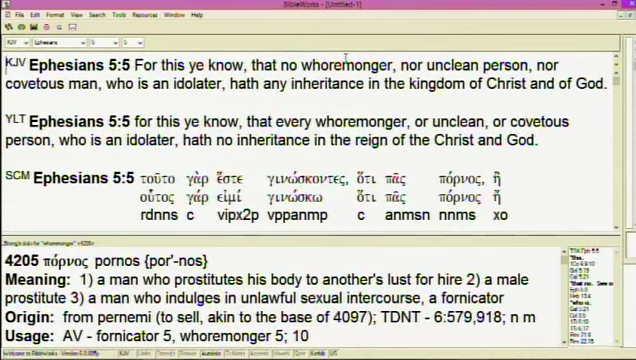 BibleWorks - [Untitled-1]
File Edit Format View Search Tools Resources Window Help
KJV Ephesians 5 5
KJV Ephesians 5:5 For this ye know, that no whoremonger, nor unclean person, nor
covetous man, who is an idolater, hath any inheritance in the kingdom of Christ and of God.
YLT Ephesians 5:5 for this ye know, that every whoremonger, or unclean, or covetous
person, who is an idolater, hath no inheritance in the reign of the Christ and God.
SCM Ephesians 5:5 τοῦτο γὰρ ἔστε γινώσκοντες, ὅτι πᾶς πόρνος, ἢ
οὗτος γάρ εἰμί γινώσκω ὅτι πᾶς πόρνος ἤ
rdnns c vipx2p vppanmp c anmsn nnms xo
4205 πόρνος pornos {por'-nos}
Meaning: 1) a man who prostitutes his body to another's lust for hire 2) a male
prostitute 3) a man who indulges in unlawful sexual intercourse, a fornicator
Origin: from pernemi (to sell, akin to the base of 4097); TDNT - 6:579,918; n m
Usage: AV - fornicator 5, whoremonger 5; 10